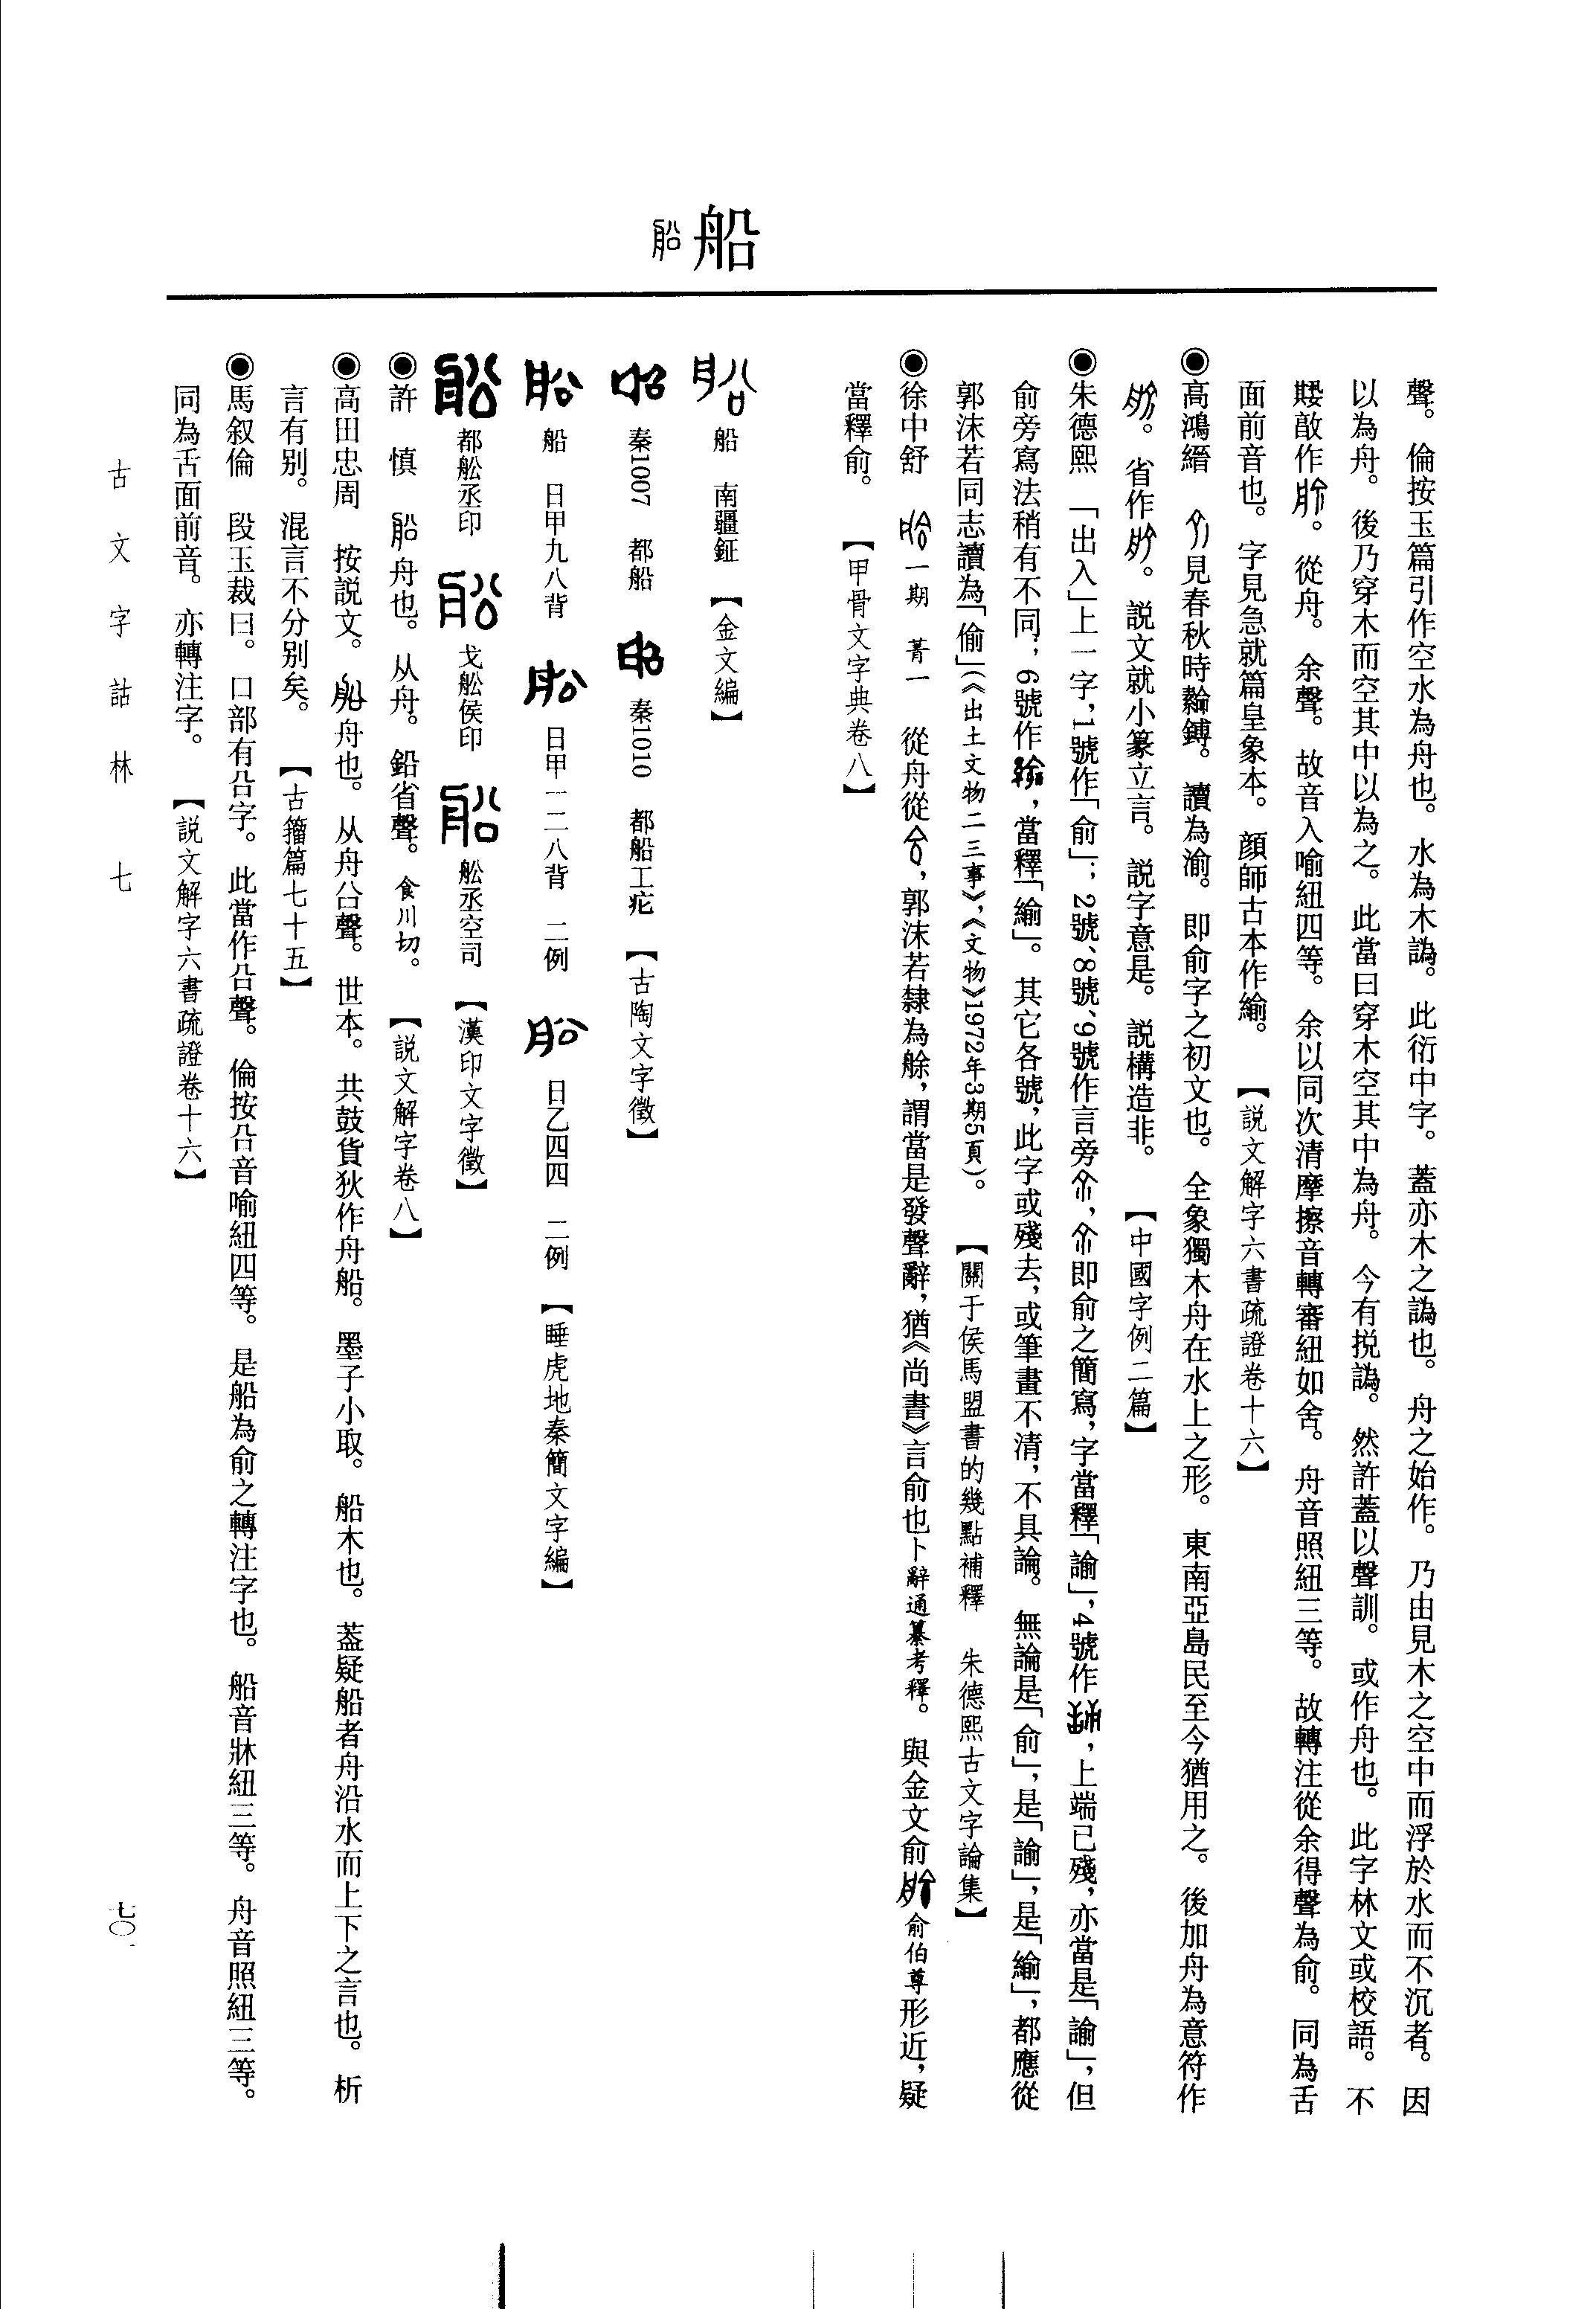 船
聲。倫按玉篇引作空水為舟也。水為木譌。此衍中字。蓋亦木之譌也。舟之始作。乃由見木之空中而浮於水而不沉者。因
以為舟。後乃穿木而空其中以為之。此當曰穿木空其中為舟。今有挩譌。然許蓋以聲訓。或作舟也。此字林文或校語。不
敨作。從舟。余聲。故音入喻紐四等。余以同次清摩擦音轉審紐如舍。舟音照紐三等。故轉注從余得聲為俞。同為舌
面前音也。字見急就篇皇象本。顏師古本作緰。 【説文解字六書疏證卷十六】
◉高鴻縉 見春秋時鎛。讀為渝。即俞字之初文也。全象獨木舟在水上之形。東南亞島民至今猶用之。後加舟為意符作
。省作。説文就小篆立言。説字意是。説構造非。 【中國字例二篇】
◉朱德熙 「出入」上一字，1號作「俞」；2號、8號、9號作言旁，即俞之簡寫，字當釋「諭」，4號作，上端已殘，亦當是「諭」，但
俞旁寫法稍有不同；6號作，當釋「緰」。其它各號，此字或殘去，或筆畫不清，不具論。無論是「俞」，是「諭」，是「緰」，都應從
郭沫若同志讀為「偷」（《出土文物二三事》，《文物》1972年3期5頁）。 【關于侯馬盟書的幾點補釋 朱德熙古文字論集】
◉徐中舒 一期 菁一 從舟從，郭沫若隸為艅，謂當是發聲辭，猶《尚書》言俞也卜辭通纂考釋。與金文俞俞伯尊形近，疑
當釋俞。 【甲骨文字典卷八】
船 南疆鉦 【金文編】
秦1007 都船 秦1010 都船工疕 【古陶文字徵】
船 日甲九八背 日甲一二八背 二例 日乙四四 二例 【睡虎地秦簡文字編】
都舩丞印 戈舩侯印 舩丞空司 【漢印文字徵】
◉許 慎 舟也。从舟。鉛省聲。食川切。 【説文解字卷八】
◉高田忠周 按説文。舟也。从舟㕣聲。世本。共鼓貨狄作舟船。墨子小取。船木也。葢疑船者舟沿水而上下之言也。析
言有別。混言不分別矣。 【古籀篇七十五】
◉馬叙倫 段玉裁曰。口部有㕣字。此當作㕣聲。倫按㕣音喻紐四等。是船為俞之轉注字也。船音牀紐三等。舟音照紐三等。
同為舌面前音。亦轉注字。 【説文解字六書疏證卷十六】
古文字詁林 七
七〇一